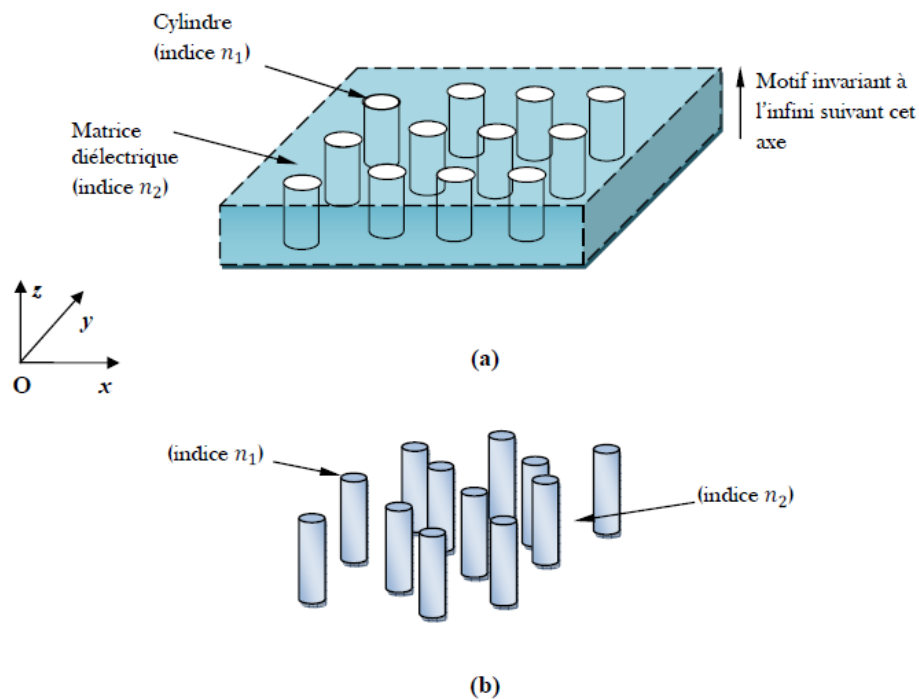 Cylindre
(indice n₁)
Motif invariant à
l'infini suivant cet
axe
Matrice
diélectrique
(indice n₂)
z
y
O
x
(a)
(indice n₁)
(indice n₂)
(b)